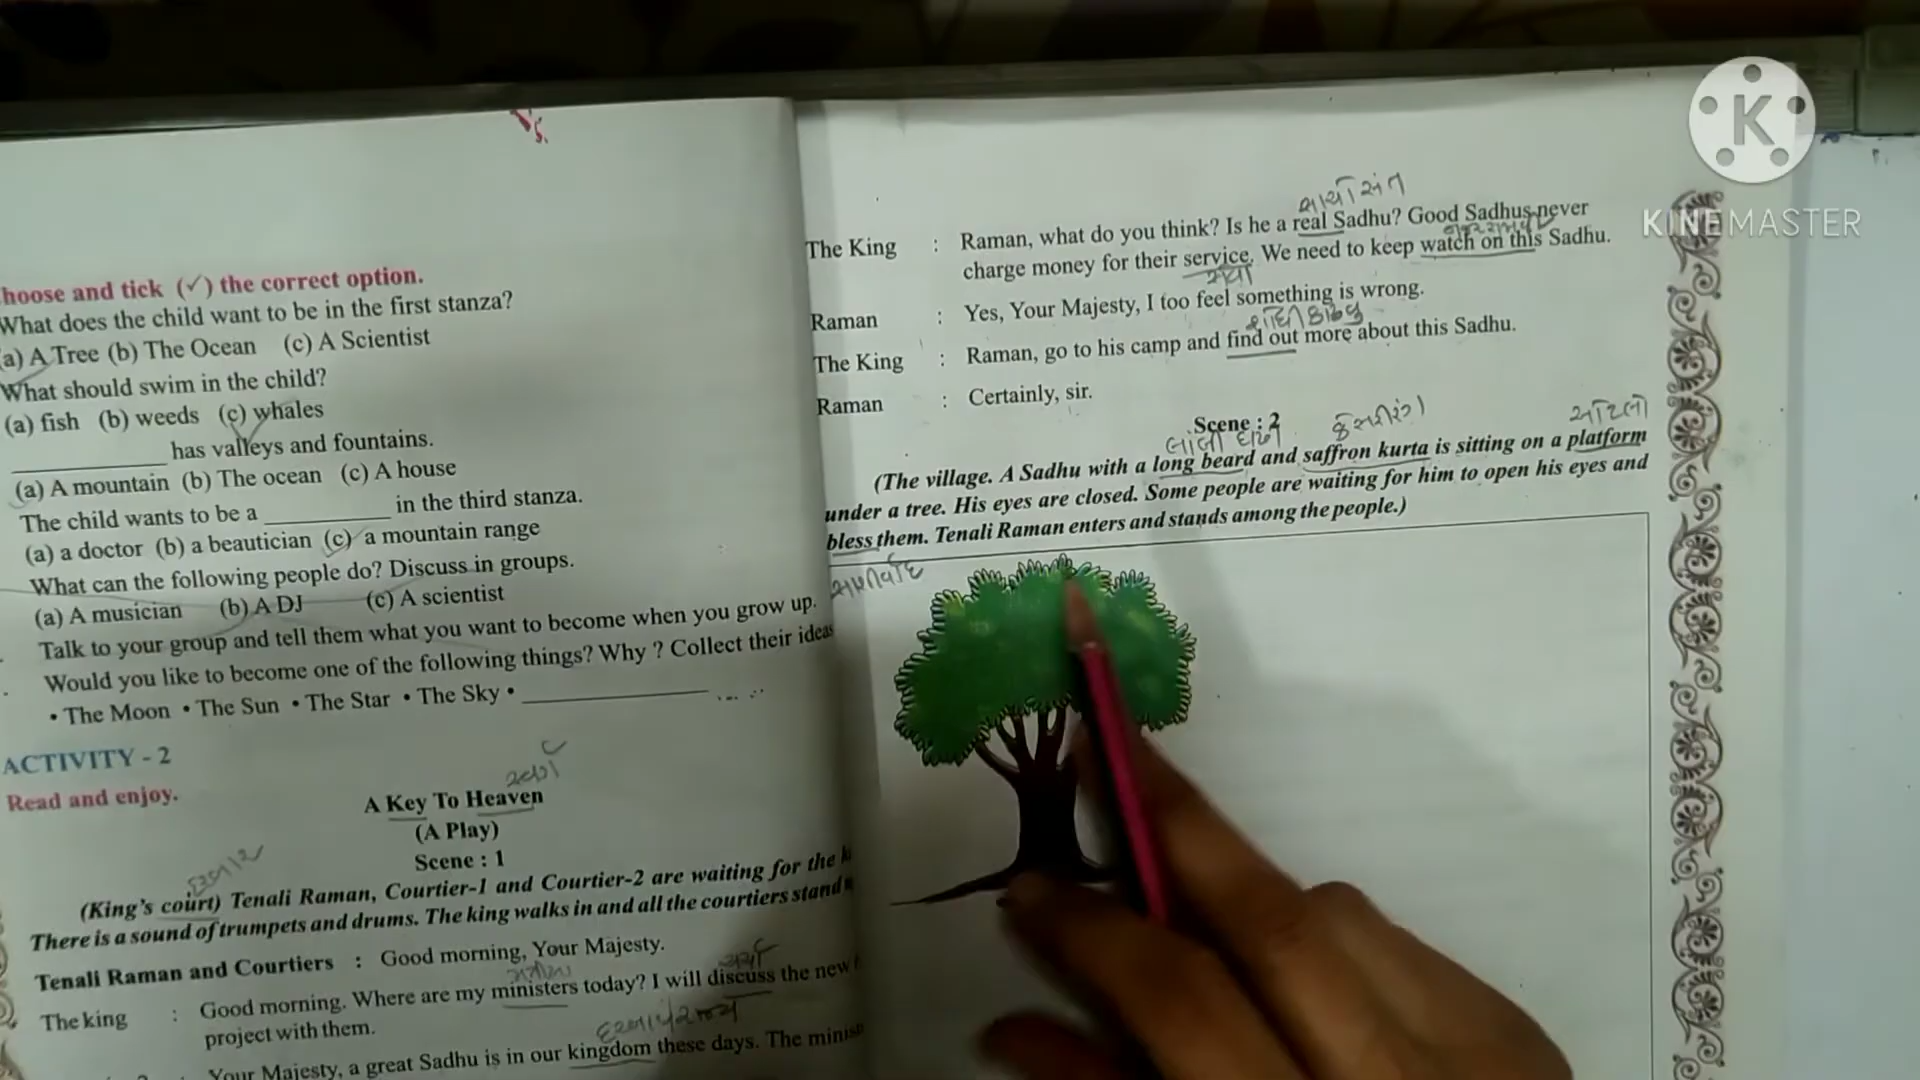 hoose and tick (✓) the correct option.
What does the child want to be in the first stanza?
(a) A Tree (b) The Ocean (c) A Scientist
What should swim in the child?
(a) fish (b) weeds (c) whales
____________ has valleys and fountains.
(a) A mountain (b) The ocean (c) A house
The child wants to be a __________ in the third stanza.
(a) a doctor (b) a beautician (c) a mountain range
What can the following people do? Discuss in groups.
(a) A musician (b) A DJ (c) A scientist
Talk to your group and tell them what you want to become when you grow up.
Would you like to become one of the following things? Why ? Collect their ideas
• The Moon • The Sun • The Star • The Sky • ______________
ACTIVITY - 2
Read and enjoy.
સ્વર્ગ
A Key To Heaven
(A Play)
Scene : 1
દરબાર
(King's court) Tenali Raman, Courtier-1 and Courtier-2 are waiting for the
There is a sound of trumpets and drums. The king walks in and all the courtiers stand
Tenali Raman and Courtiers : Good morning, Your Majesty.
The king : Good morning. Where are my ministers today? I will discuss the new
project with them.
Your Majesty, a great Sadhu is in our kingdom these days. The
The King : Raman, what do you think? Is he a real Sadhu? Good Sadhus never
charge money for their service. We need to keep watch on this Sadhu.
સેવા
Raman : Yes, Your Majesty, I too feel something is wrong.
The King : Raman, go to his camp and find out more about this Sadhu.
Raman : Certainly, sir.
Scene : 2
(The village. A Sadhu with a long beard and saffron kurta is sitting on a platform
under a tree. His eyes are closed. Some people are waiting for him to open his eyes and
bless them. Tenali Raman enters and stands among the people.)
K
KINEMASTER